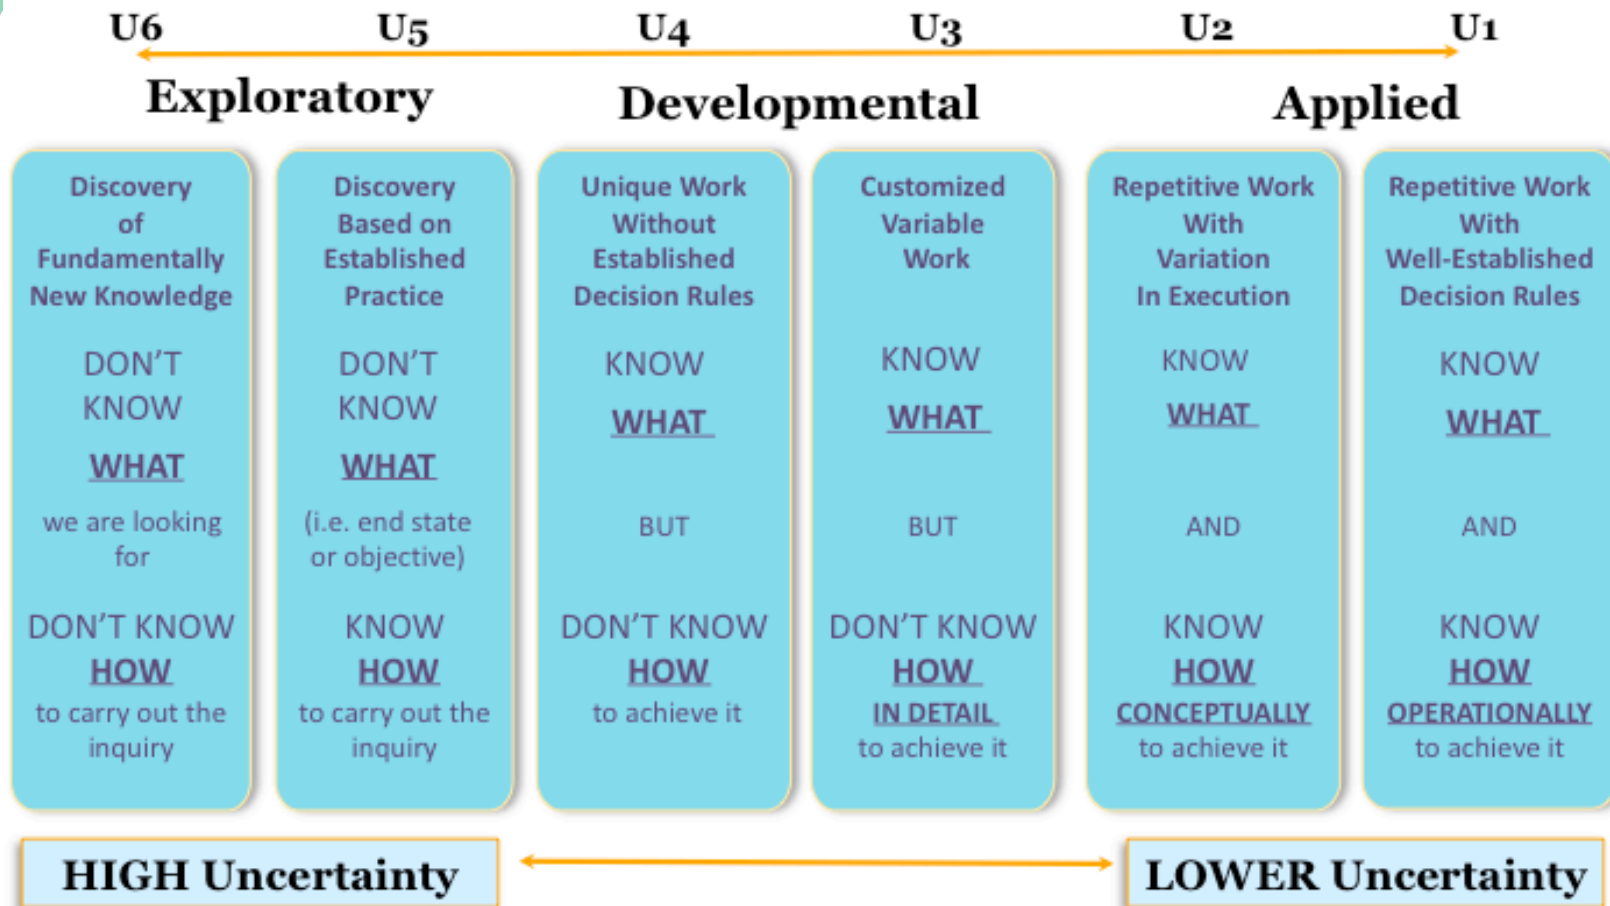 U6
U5
U4
U3
U2
U1
Exploratory
Developmental
Applied
Discovery
of
Fundamentally
New Knowledge
DON'T
KNOW
WHAT
we are looking
for
DON'T KNOW
HOW
to carry out the
inquiry
Discovery
Based on
Established
Practice
DON'T
KNOW
WHAT
(i.e. end state
or objective)
KNOW
HOW
to carry out the
inquiry
Unique Work
Without
Established
Decision Rules
KNOW
WHAT
BUT
DON'T KNOW
HOW
to achieve it
Customized
Variable
Work
KNOW
WHAT
BUT
DON'T KNOW
HOW
IN DETAIL
to achieve it
Repetitive Work
With
Variation
In Execution
KNOW
WHAT
AND
KNOW
HOW
CONCEPTUALLY
to achieve it
Repetitive Work
With
Well-Established
Decision Rules
KNOW
WHAT
AND
KNOW
HOW
OPERATIONALLY
to achieve it
HIGH Uncertainty
LOWER Uncertainty